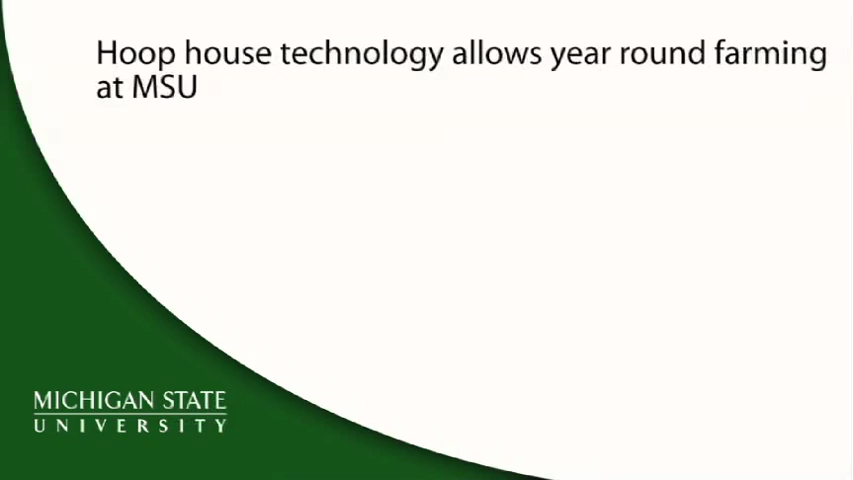 Hoop house technology allows year round farming
at MSU
MICHIGAN STATE
UNIVERSITY